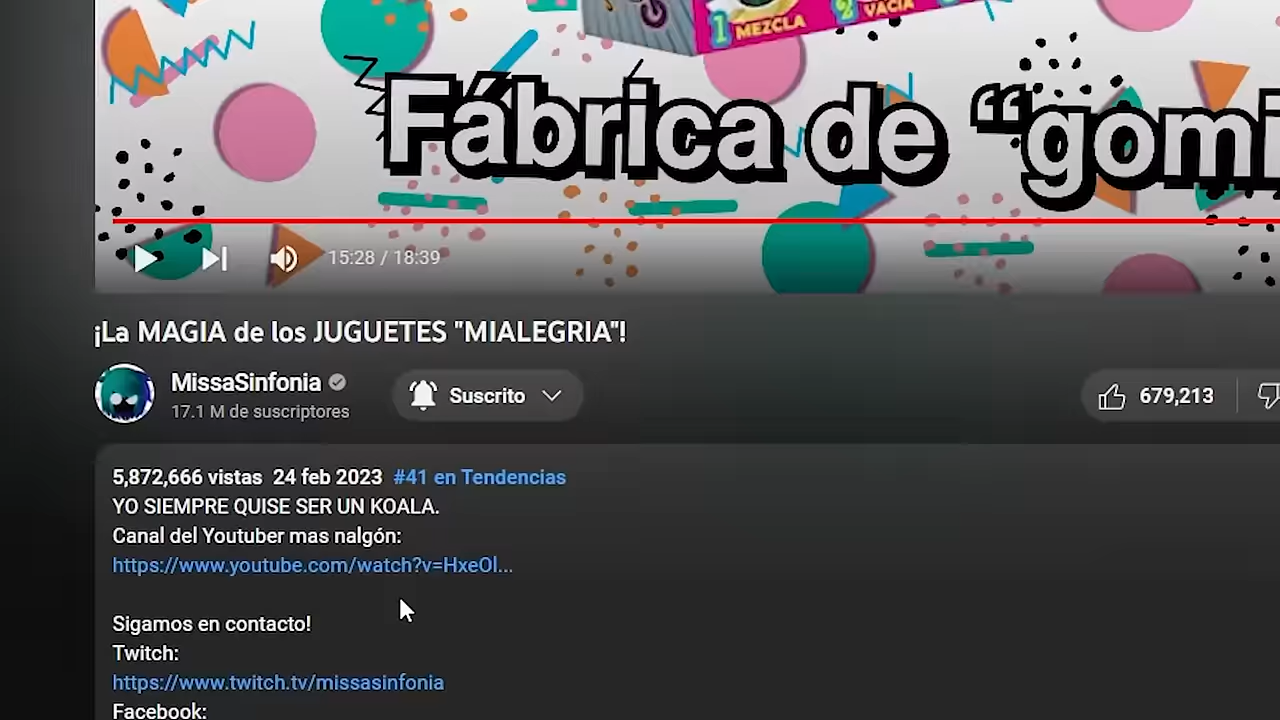 1 MEZCLA 2 VACIA
Fábrica de “gomi
15:28 / 18:39
¡La MAGIA de los JUGUETES "MIALEGRIA"!
MissaSinfonia
17.1 M de suscriptores
Suscrito
679,213
5,872,666 vistas 24 feb 2023 #41 en Tendencias
YO SIEMPRE QUISE SER UN KOALA.
Canal del Youtuber mas nalgón:
https://www.youtube.com/watch?v=HxeOl...
Sigamos en contacto!
Twitch:
https://www.twitch.tv/missasinfonia
Facebook: